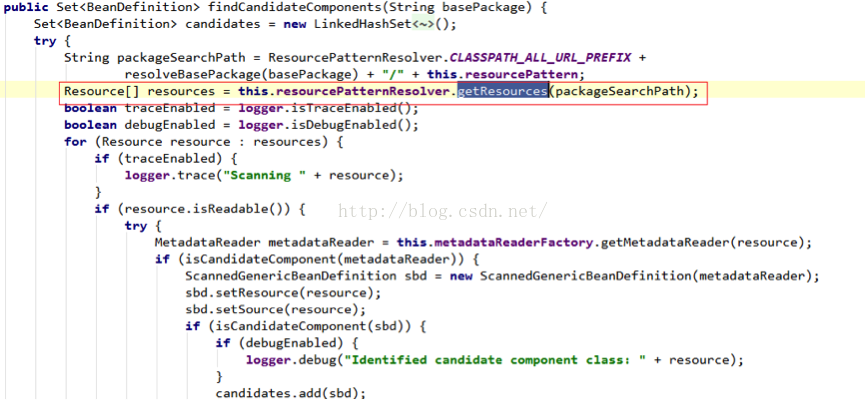 public Set<BeanDefinition> findCandidateComponents(String basePackage) {
Set<BeanDefinition> candidates = new LinkedHashSet<~>();
try {
String packageSearchPath = ResourcePatternResolver.CLASSPATH_ALL_URL_PREFIX +
resolveBasePackage(basePackage) + "/" + this.resourcePattern;
Resource[] resources = this.resourcePatternResolver.getResources(packageSearchPath);
boolean traceEnabled = logger.isTraceEnabled();
boolean debugEnabled = logger.isDebugEnabled();
for (Resource resource : resources) {
if (traceEnabled) {
logger.trace("Scanning " + resource);
}
if (resource.isReadable()) {
http://blog.csdn.net/
try {
MetadataReader metadataReader = this.metadataReaderFactory.getMetadataReader(resource);
if (isCandidateComponent(metadataReader)) {
ScannedGenericBeanDefinition sbd = new ScannedGenericBeanDefinition(metadataReader);
sbd.setResource(resource);
sbd.setSource(resource);
if (isCandidateComponent(sbd)) {
if (debugEnabled) {
logger.debug("Identified candidate component class: " + resource);
}
candidates.add(sbd);